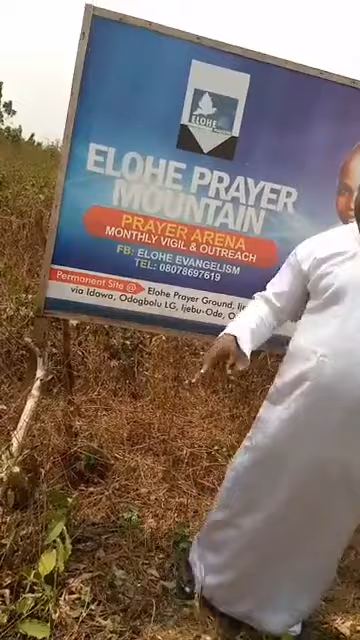 ELOHE
ELOHE PRAYER
MOUNTAIN
PRAYER ARENA
MONTHLY VIGIL & OUTREACH
FB: ELOHE EVANGELISM
TEL: 08078697619
Permanent Site @ Elohe Prayer Ground,
via Idowa, Odogbolu LG, Ijebu-Ode,